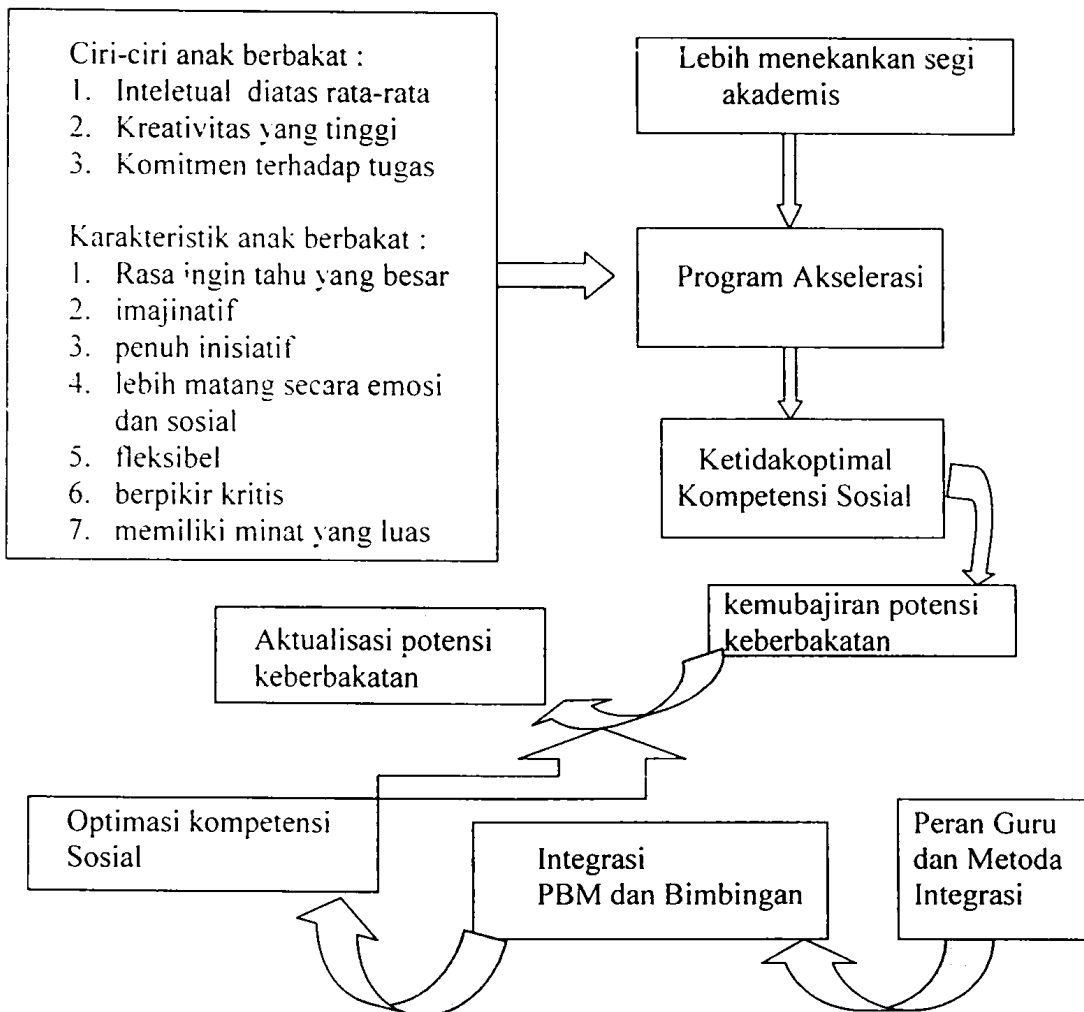 Ciri-ciri anak berbakat :
1. Inteletual diatas rata-rata
2. Kreativitas yang tinggi
3. Komitmen terhadap tugas
Karakteristik anak berbakat :
1. Rasa ingin tahu yang besar
2. imajinatif
3. penuh inisiatif
4. lebih matang secara emosi
dan sosial
5. fleksibel
6. berpikir kritis
7. memiliki minat yang luas
Lebih menekankan segi
akademis
Program Akselerasi
Ketidakoptimal
Kompetensi Sosial
kemubajiran potensi
keberbakatan
Aktualisasi potensi
keberbakatan
Optimasi kompetensi
Sosial
Integrasi
PBM dan Bimbingan
Peran Guru
dan Metoda
Integrasi